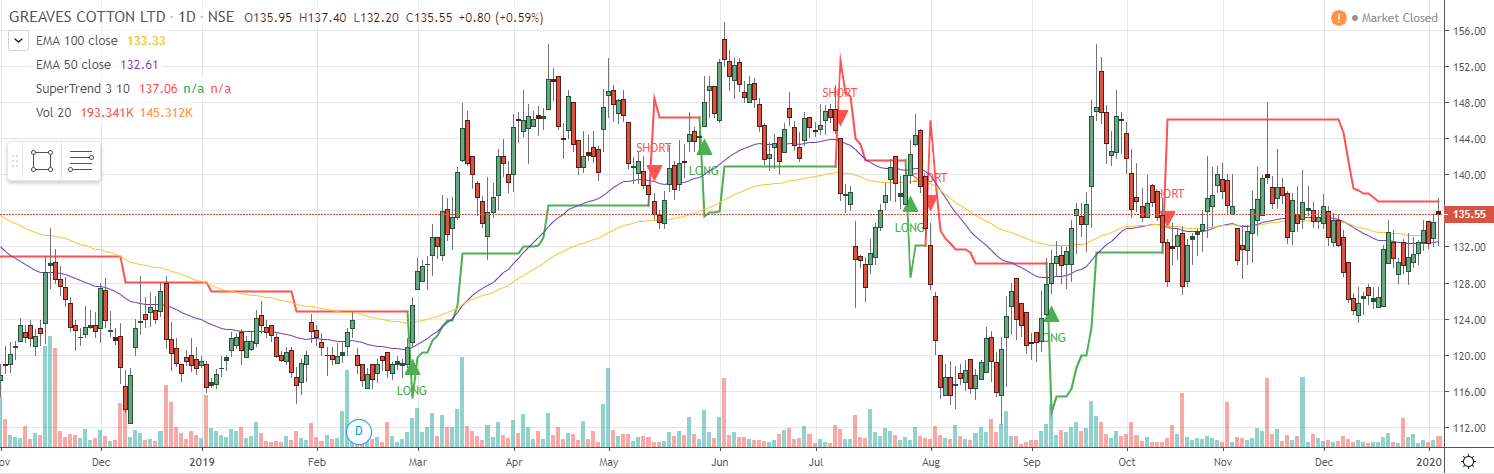 GREAVES COTTON LTD · 1D · NSE O135.95 H137.40 L132.20 C135.55 +0.80 (+0.59%)
! Market Closed
EMA 100 close 133.33
EMA 50 close 132.61
SuperTrend 3 10 137.06 n/a n/a
Vol 20 193.341K 145.312K
156.00
152.00
148.00
144.00
140.00
135.55
132.00
128.00
124.00
120.00
116.00
112.00
SHORT
SHORT
SHORT
LONG
LONG
LONG
D
ov Dec 2019 Feb Mar Apr May Jun Jul Aug Sep Oct Nov Dec 2020